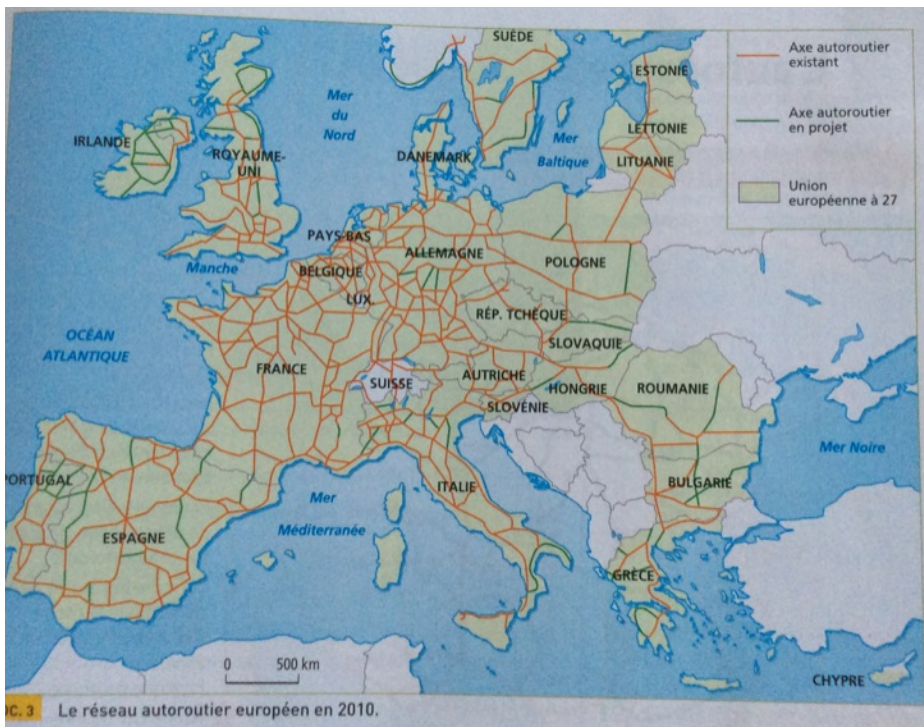 SUÈDE
Axe autoroutier
existant
ESTONIE
Mer
du
Nord
Axe autoroutier
en projet
LETTONIE
IRLANDE
ROYAUME-
UNI
DANEMARK
Mer
Baltique
LITUANIE
Union
européenne à 27
PAYS-BAS
ALLEMAGNE
POLOGNE
Manche
BELGIQUE
LUX.
RÉP. TCHÈQUE
OCÉAN
ATLANTIQUE
SLOVAQUIE
FRANCE
SUISSE
AUTRICHE
HONGRIE
ROUMANIE
SLOVÉNIE
Mer Noire
PORTUGAL
ITALIE
BULGARIE
Mer
Méditerranée
ESPAGNE
GRÈCE
0 500 km
CHYPRE
OC. 3 Le réseau autoroutier européen en 2010.